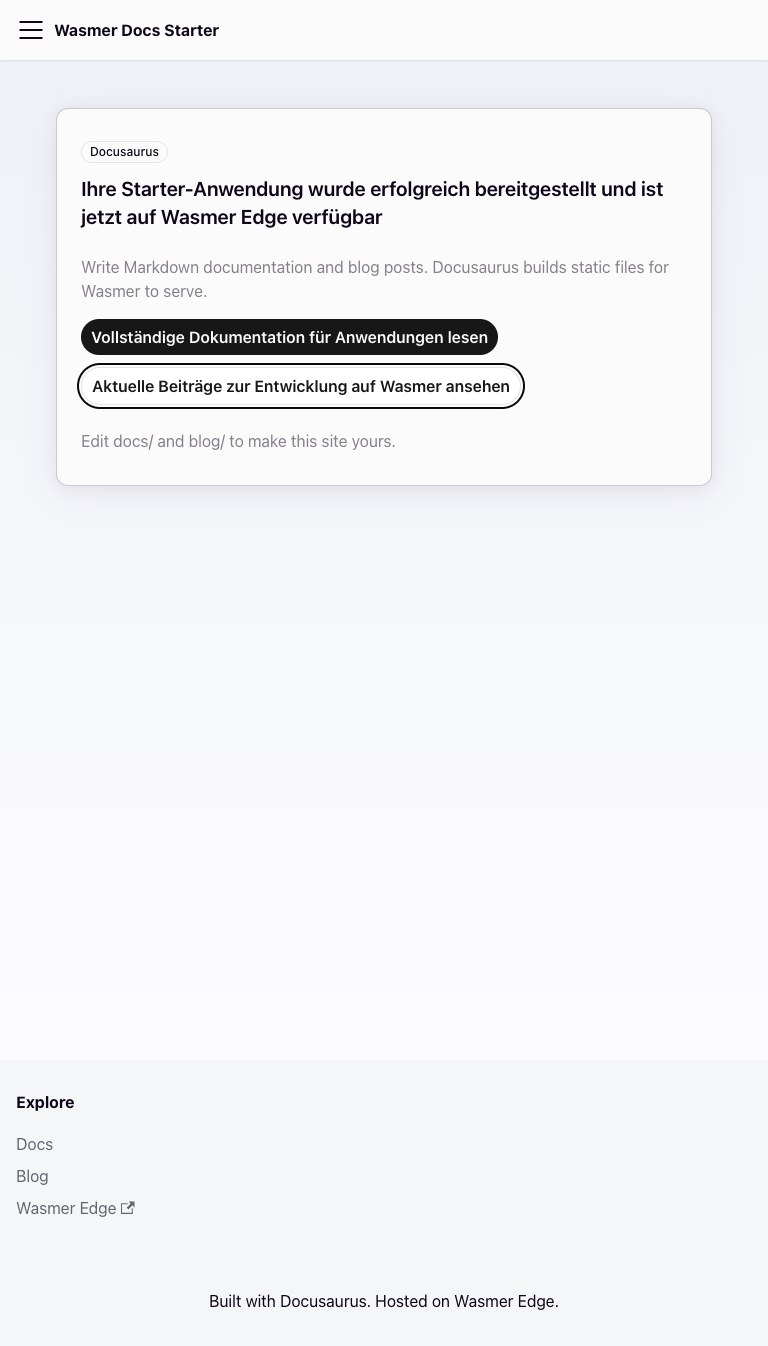 Wasmer Docs Starter
Docusaurus
Ihre Starter-Anwendung wurde erfolgreich bereitgestellt und ist
jetzt auf Wasmer Edge verfügbar
Write Markdown documentation and blog posts. Docusaurus builds static files for
Wasmer to serve.
Vollständige Dokumentation für Anwendungen lesen
Aktuelle Beiträge zur Entwicklung auf Wasmer ansehen
Edit docs/ and blog/ to make this site yours.
Explore
Docs
Blog
Wasmer Edge
Built with Docusaurus. Hosted on Wasmer Edge.